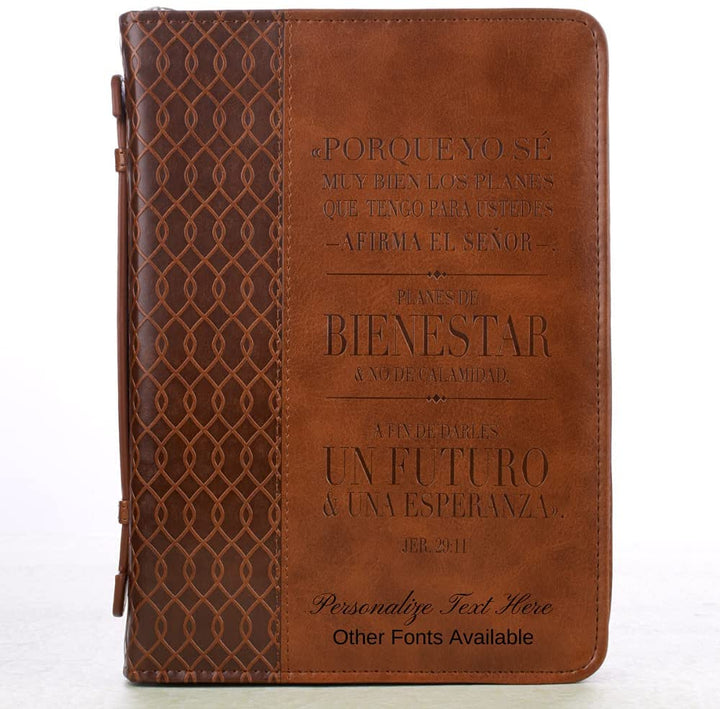 «PORQUE YO SÉ
MUY BIEN LOS PLANES
QUE TENGO PARA USTEDES
–AFIRMA EL SEÑOR–.
PLANES DE
BIENESTAR
& NO DE CALAMIDAD,
A FIN DE DARLES
UN FUTURO
& UNA ESPERANZA».
JER. 29:11
Personalize Text Here
Other Fonts Available